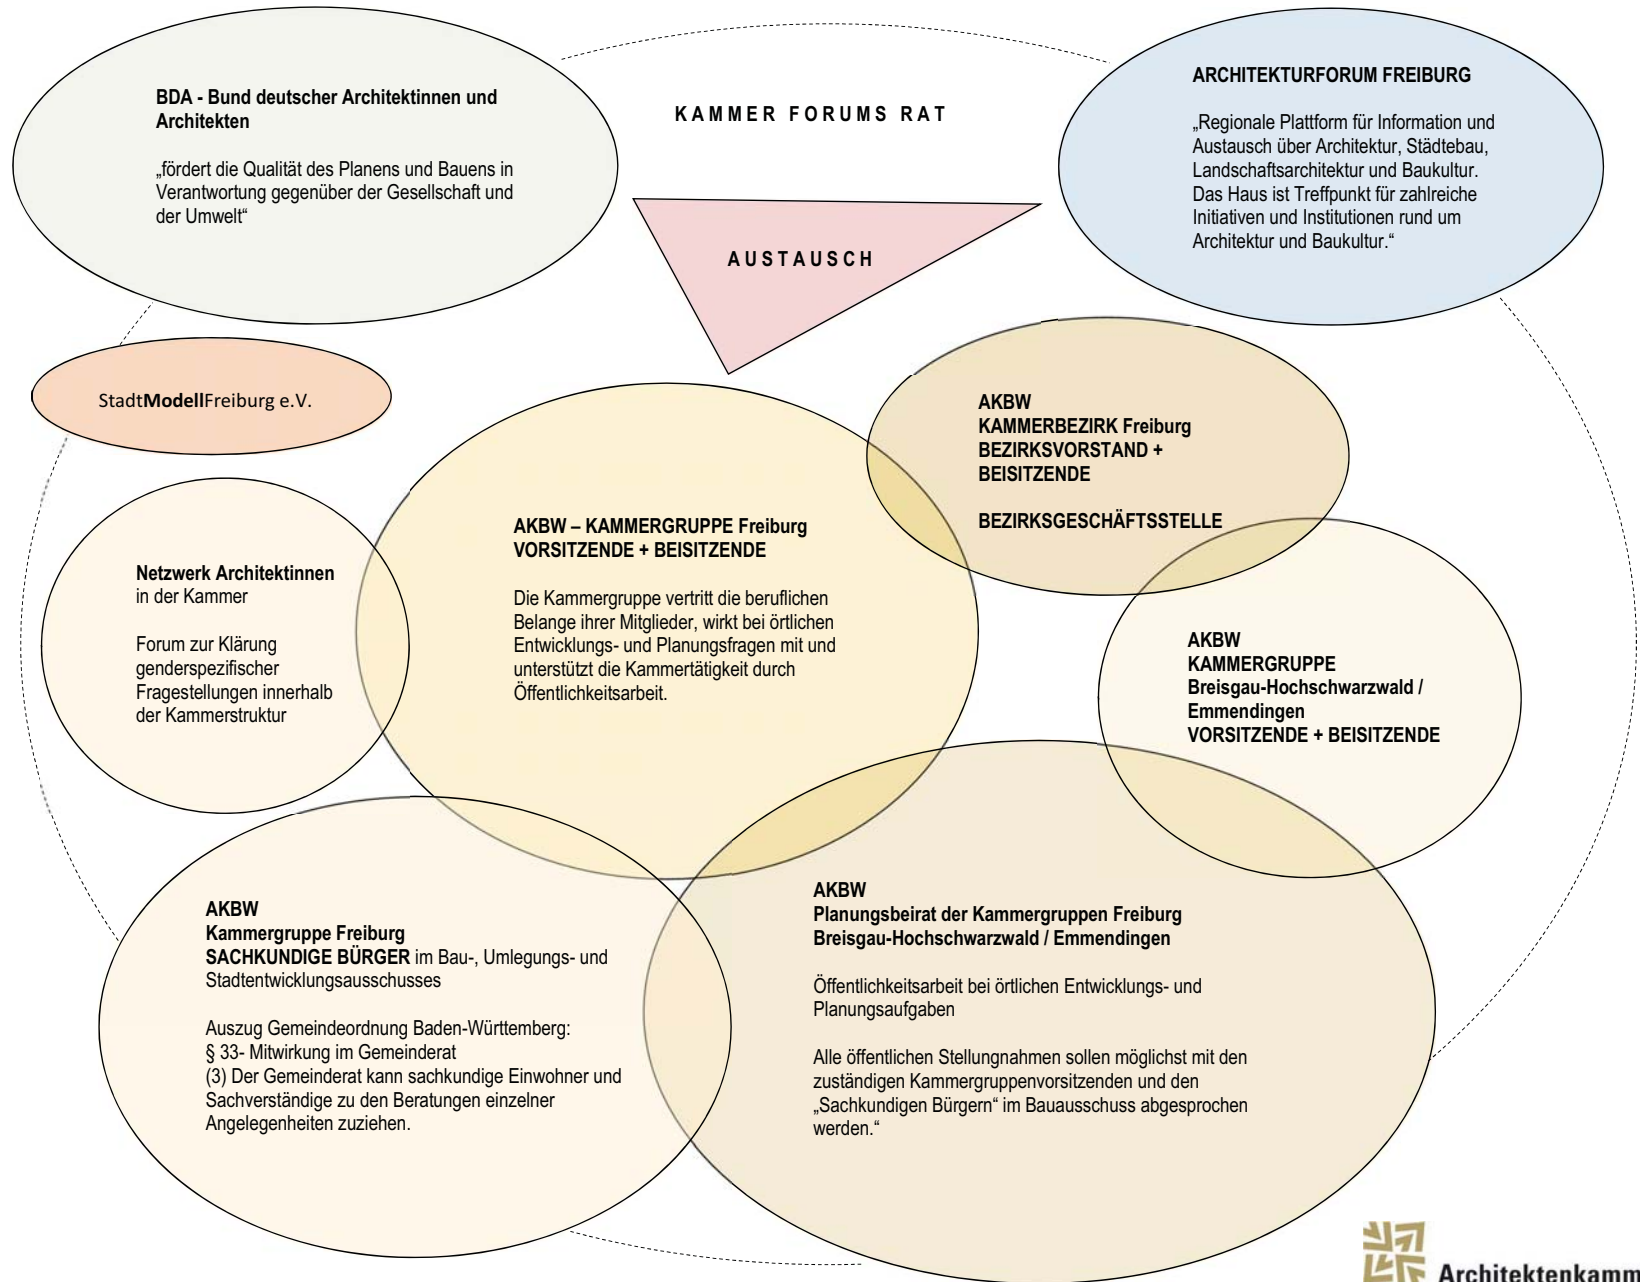 BDA - Bund deutscher Architektinnen und
Architekten
„fördert die Qualität des Planens und Bauens in
Verantwortung gegenüber der Gesellschaft und
der Umwelt“
KAMMER FORUMS RAT
ARCHITEKTURFORUM FREIBURG
„Regionale Plattform für Information und
Austausch über Architektur, Städtebau,
Landschaftsarchitektur und Baukultur.
Das Haus ist Treffpunkt für zahlreiche
Initiativen und Institutionen rund um
Architektur und Baukultur.“
AUSTAUSCH
StadtModellFreiburg e.V.
AKBW
KAMMERBEZIRK Freiburg
BEZIRKSVORSTAND +
BEISITZENDE
BEZIRKSGESCHÄFTSSTELLE
AKBW – KAMMERGRUPPE Freiburg
VORSITZENDE + BEISITZENDE
Die Kammergruppe vertritt die beruflichen
Belange ihrer Mitglieder, wirkt bei örtlichen
Entwicklungs- und Planungsfragen mit und
unterstützt die Kammertätigkeit durch
Öffentlichkeitsarbeit.
Netzwerk Architektinnen
in der Kammer
Forum zur Klärung
genderspezifischer
Fragestellungen innerhalb
der Kammerstruktur
AKBW
KAMMERGRUPPE
Breisgau-Hochschwarzwald /
Emmendingen
VORSITZENDE + BEISITZENDE
AKBW
Kammergruppe Freiburg
SACHKUNDIGE BÜRGER im Bau-, Umlegungs- und
Stadtentwicklungsausschusses
Auszug Gemeindeordnung Baden-Württemberg:
§ 33- Mitwirkung im Gemeinderat
(3) Der Gemeinderat kann sachkundige Einwohner und
Sachverständige zu den Beratungen einzelner
Angelegenheiten zuziehen.
AKBW
Planungsbeirat der Kammergruppen Freiburg
Breisgau-Hochschwarzwald / Emmendingen
Öffentlichkeitsarbeit bei örtlichen Entwicklungs- und
Planungsaufgaben
Alle öffentlichen Stellungnahmen sollen möglichst mit den
zuständigen Kammergruppenvorsitzenden und den
„Sachkundigen Bürgern“ im Bauausschuss abgesprochen
werden.“
Architektenkamm